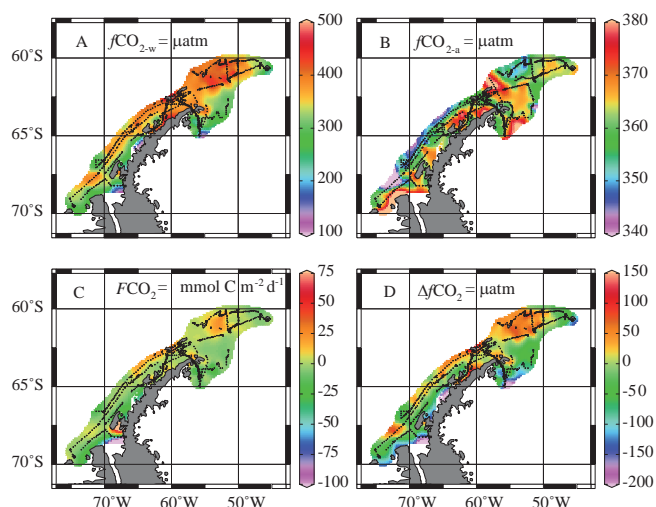 A fCO2-w = µatm
500
400
300
200
100
60°S
65°S
70°S
B fCO2-a = µatm
380
370
360
350
340
C FCO2 = mmol C m-2 d-1
75
50
25
0
-25
-50
-75
-100
60°S
65°S
70°S
70°W 60°W 50°W
D ΔfCO2 = µatm
150
100
50
0
-50
-100
-150
-200
70°W 60°W 50°W